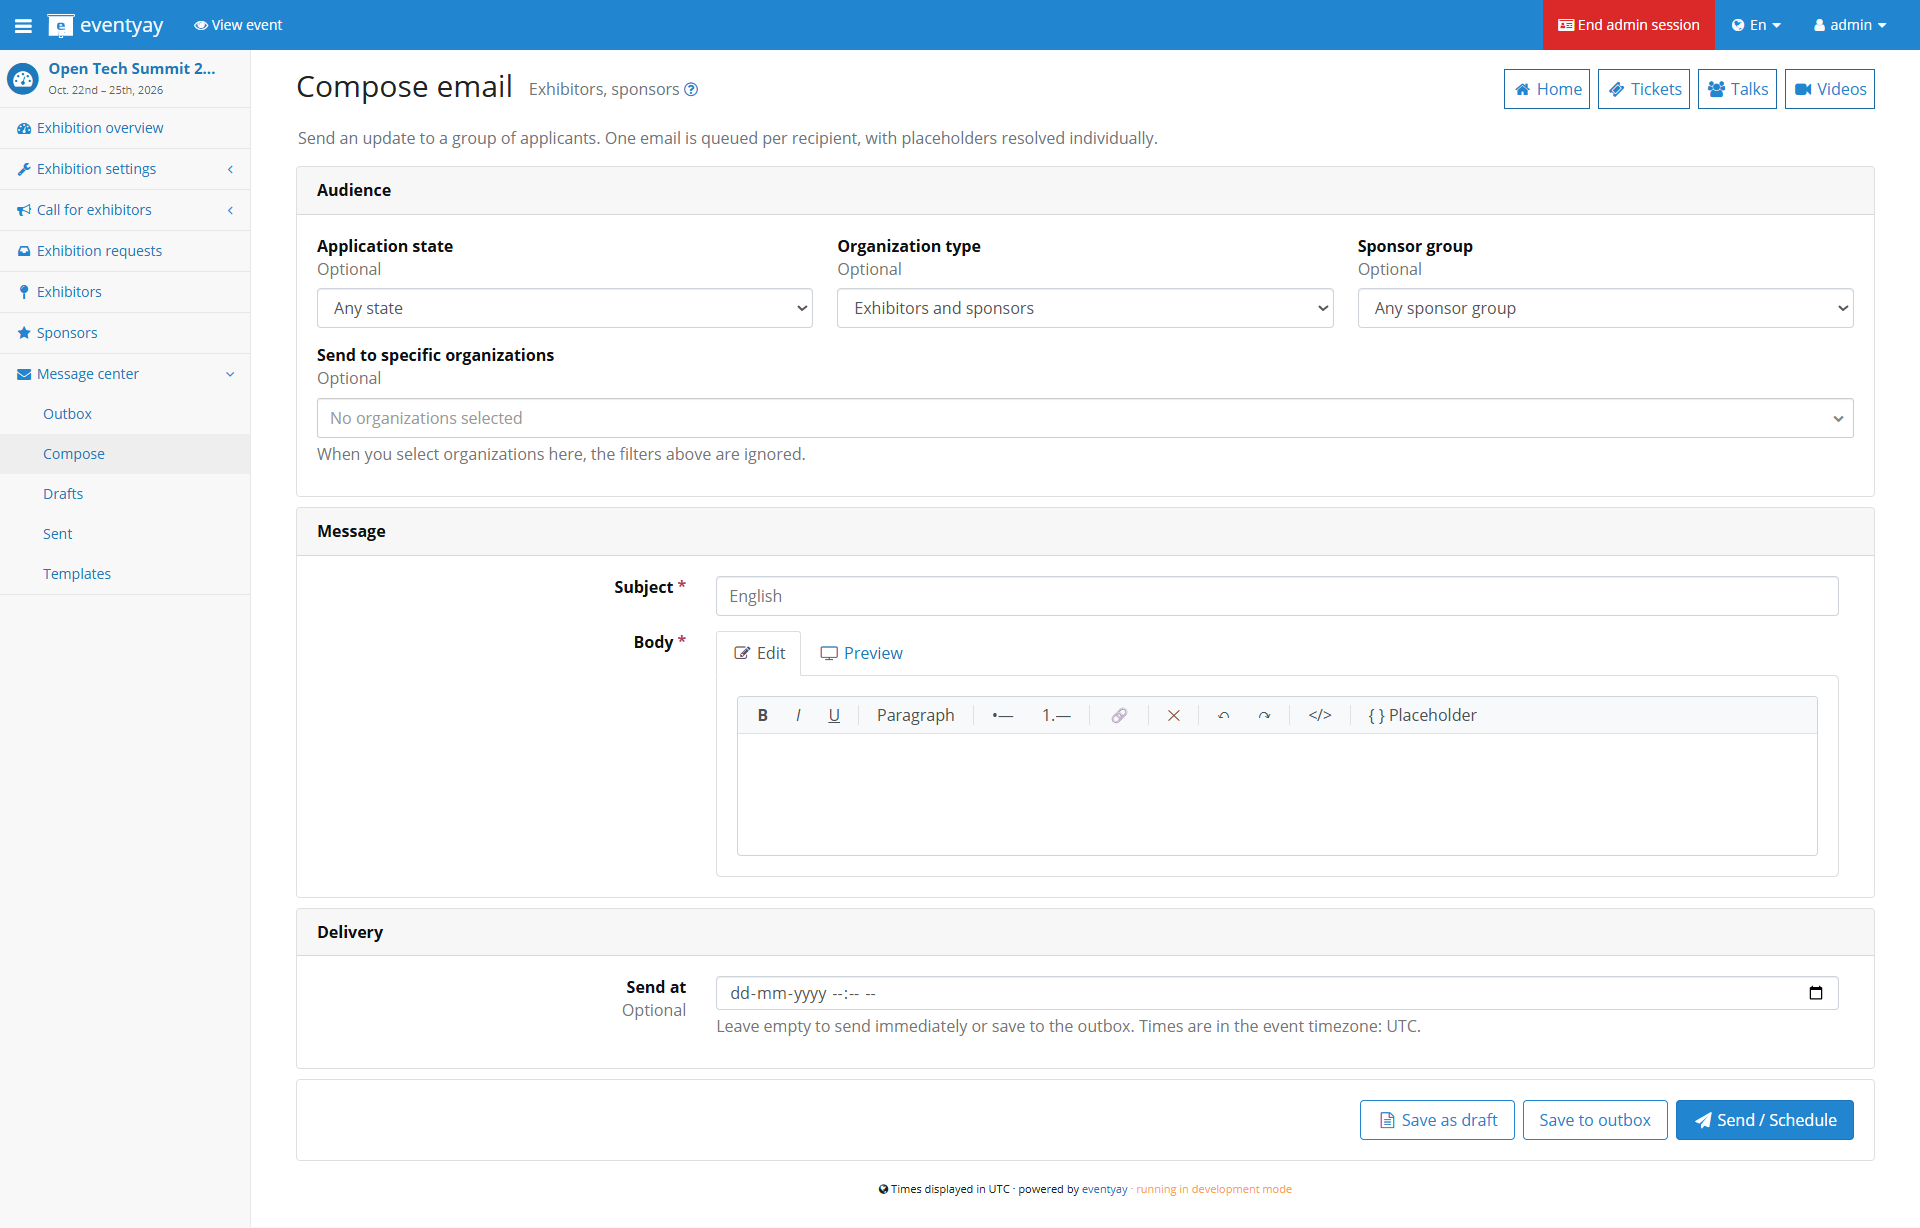 eventyay
View event
End admin session
En
admin
Open Tech Summit 2...
Oct. 22nd – 25th, 2026
Exhibition overview
Exhibition settings
Call for exhibitors
Exhibition requests
Exhibitors
Sponsors
Message center
Outbox
Compose
Drafts
Sent
Templates
Compose email Exhibitors, sponsors
Home
Tickets
Talks
Videos
Send an update to a group of applicants. One email is queued per recipient, with placeholders resolved individually.
Audience
Application state
Optional
Any state
Organization type
Optional
Exhibitors and sponsors
Sponsor group
Optional
Any sponsor group
Send to specific organizations
Optional
No organizations selected
When you select organizations here, the filters above are ignored.
Message
Subject *
English
Body *
Edit
Preview
B I U Paragraph •— 1.— </> { } Placeholder
Delivery
Send at
Optional
dd-mm-yyyy --:-- --
Leave empty to send immediately or save to the outbox. Times are in the event timezone: UTC.
Save as draft
Save to outbox
Send / Schedule
Times displayed in UTC · powered by eventyay · running in development mode